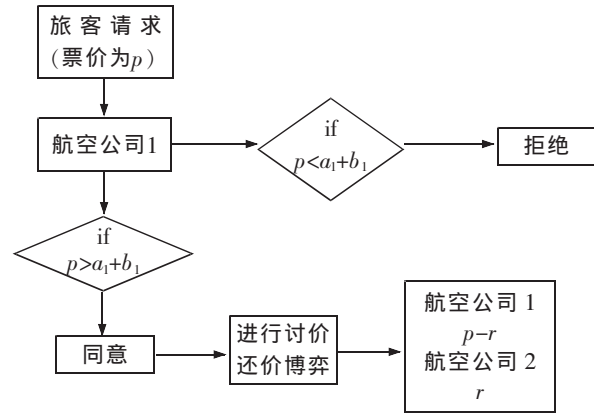 旅客请求
(票价为p)
航空公司1
if
p<a₁+b₁
拒绝
if
p>a₁+b₁
同意
进行讨价
还价博弈
航空公司1
p-r
航空公司2
r